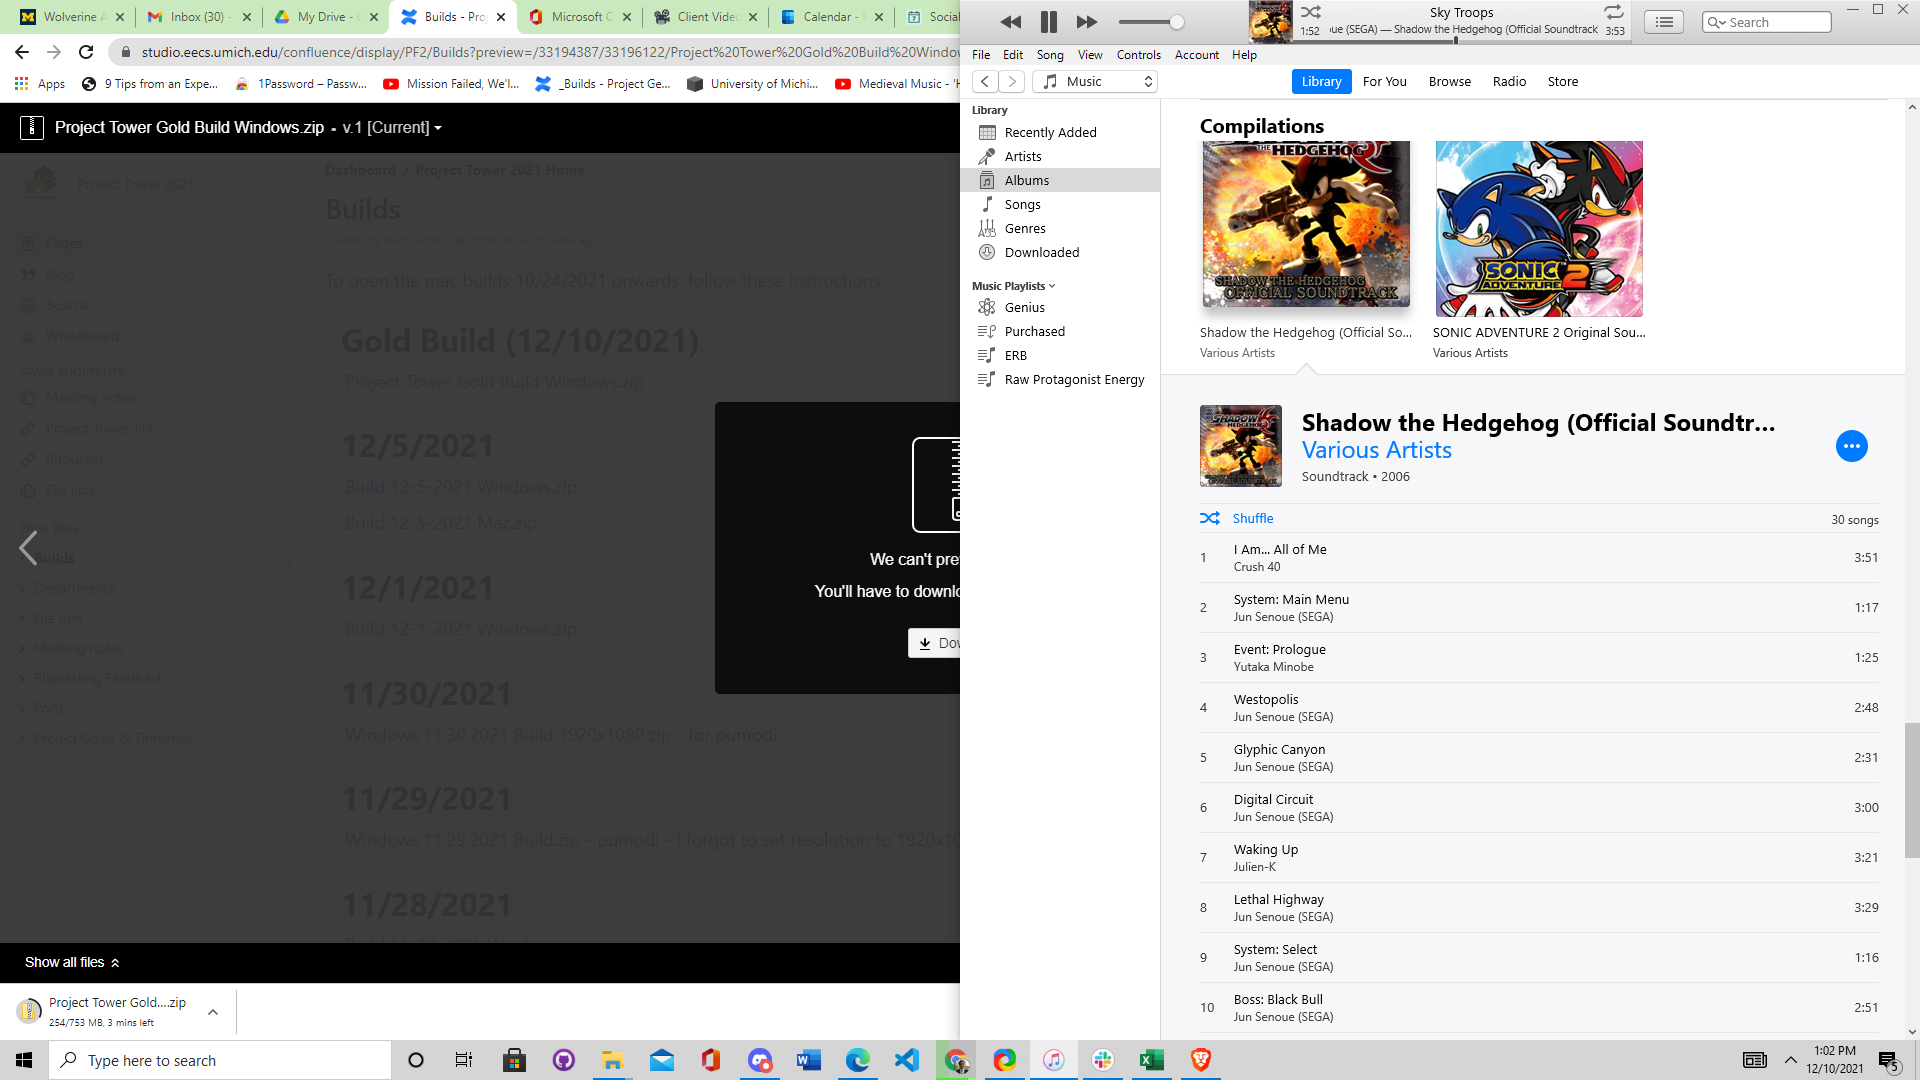 Wolverine A
Inbox (30) -
My Drive -
Builds - Pro
Microsoft O
Client Video
Calendar -
Social
studio.eecs.umich.edu/confluence/display/PF2/Builds?preview=/33194387/33196122/Project%20Tower%20Gold%20Build%20Window
Apps
9 Tips from an Expe...
1Password – Passw...
Mission Failed, We'l...
_Builds - Project Ge...
University of Michi...
Medieval Music - 'H
Project Tower Gold Build Windows.zip - v.1 [Current]
Project Tower 2021
Pages
Blog
Boards
Whiteboard
SPACE SHORTCUTS
Meeting notes
Project Tower Jira
Bitbucket
File lists
PAGE TREE
Builds
Departments
File lists
Meeting notes
Playtesting Feedback
Pods
Project Goals & Timelines
Dashboard / Project Tower 2021 Home
Builds
To open the mac builds 10/24/2021 onwards, follow these instructions:
Gold Build (12/10/2021)
Project Tower Gold Build Windows.zip
12/5/2021
Build 12-5-2021 Windows.zip
Build 12-5-2021 Mac.zip
12/1/2021
Build 12-1-2021 Windows.zip
11/30/2021
Windows 11.30.2021 Build 1920x1080.zip - for pumodi
11/29/2021
Windows 11.29.2021 Build.zip - pumodi - I forgot to set resolution to 1920x10
11/28/2021
We can't pre
You'll have to downlo
Dow
Show all files
Project Tower Gold....zip
254/753 MB, 3 mins left
Sky Troops
1:52
ue (SEGA) — Shadow the Hedgehog (Official Soundtrack
3:53
Search
File Edit Song View Controls Account Help
Music
Library For You Browse Radio Store
Library
Recently Added
Artists
Albums
Songs
Genres
Downloaded
Music Playlists
Genius
Purchased
ERB
Raw Protagonist Energy
Compilations
THE HEDGEHOG
SHADOW THE HEDGEHOG
OFFICIAL SOUNDTRACK
SONIC
ADVENTURE 2
Shadow the Hedgehog (Official So...
Various Artists
SONIC ADVENTURE 2 Original Sou...
Various Artists
SHADOW
Shadow the Hedgehog (Official Soundtr...
Various Artists
Soundtrack • 2006
Shuffle
30 songs
1 I Am... All of Me 3:51
Crush 40
2 System: Main Menu 1:17
Jun Senoue (SEGA)
3 Event: Prologue 1:25
Yutaka Minobe
4 Westopolis 2:48
Jun Senoue (SEGA)
5 Glyphic Canyon 2:31
Jun Senoue (SEGA)
6 Digital Circuit 3:00
Jun Senoue (SEGA)
7 Waking Up 3:21
Julien-K
8 Lethal Highway 3:29
Jun Senoue (SEGA)
9 System: Select 1:16
Jun Senoue (SEGA)
10 Boss: Black Bull 2:51
Jun Senoue (SEGA)
Type here to search
1:02 PM
12/10/2021
5